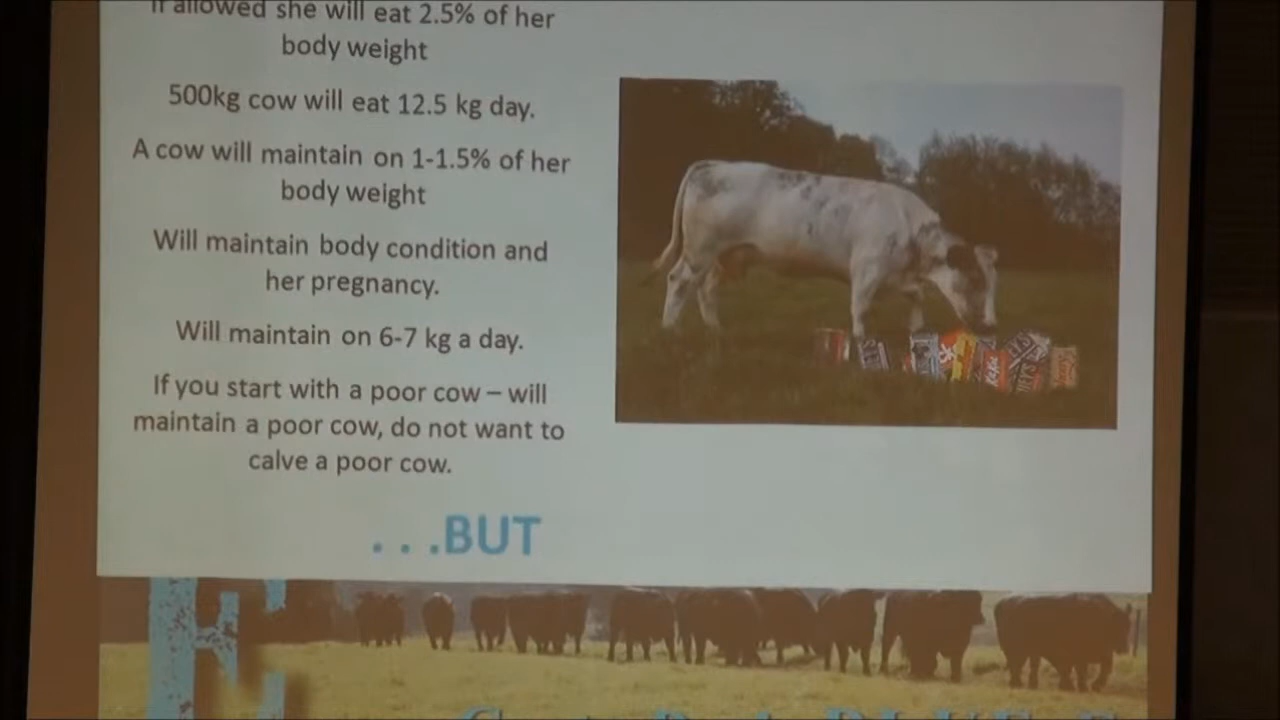 If allowed she will eat 2.5% of her
body weight
500kg cow will eat 12.5 kg day.
A cow will maintain on 1-1.5% of her
body weight
Will maintain body condition and
her pregnancy.
Will maintain on 6-7 kg a day.
If you start with a poor cow – will
maintain a poor cow, do not want to
calve a poor cow.
. . .BUT